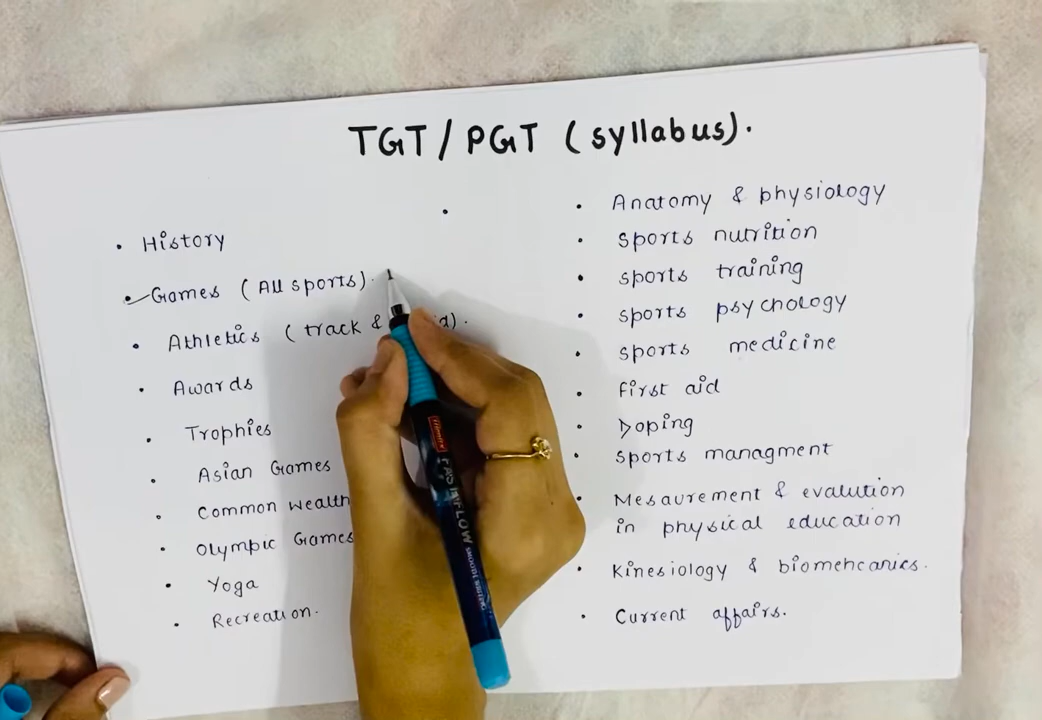 TGT / PGT ( syllabus ).
• History
• Games ( All sports ).
• Athletics ( track &
• Awards
• Trophies
• Asian Games
• Common wealth
• Olympic Games
• Yoga
• Recreation.
• Anatomy & physiology
• sports nutrition
• sports training
• sports psychology
• sports medicine
• first aid
• Doping
• sports managment
• Mesaurement & evalution
in physical education
• Kinesiology & biomehcanics.
• Current affairs.